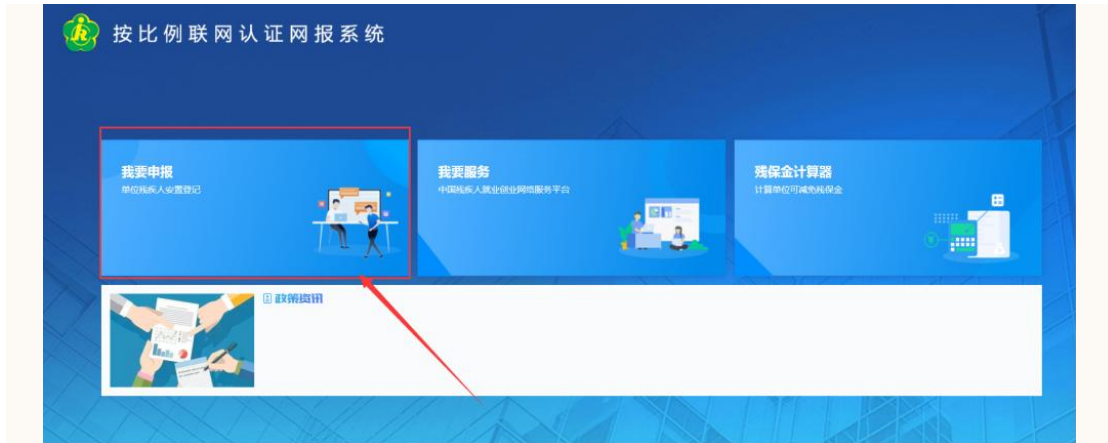 按比例联网认证网报系统
我要申报
单位残疾人安置登记
我要服务
中国残疾人就业创业网络服务平台
残保金计算器
计算单位可减免残保金
政策资讯